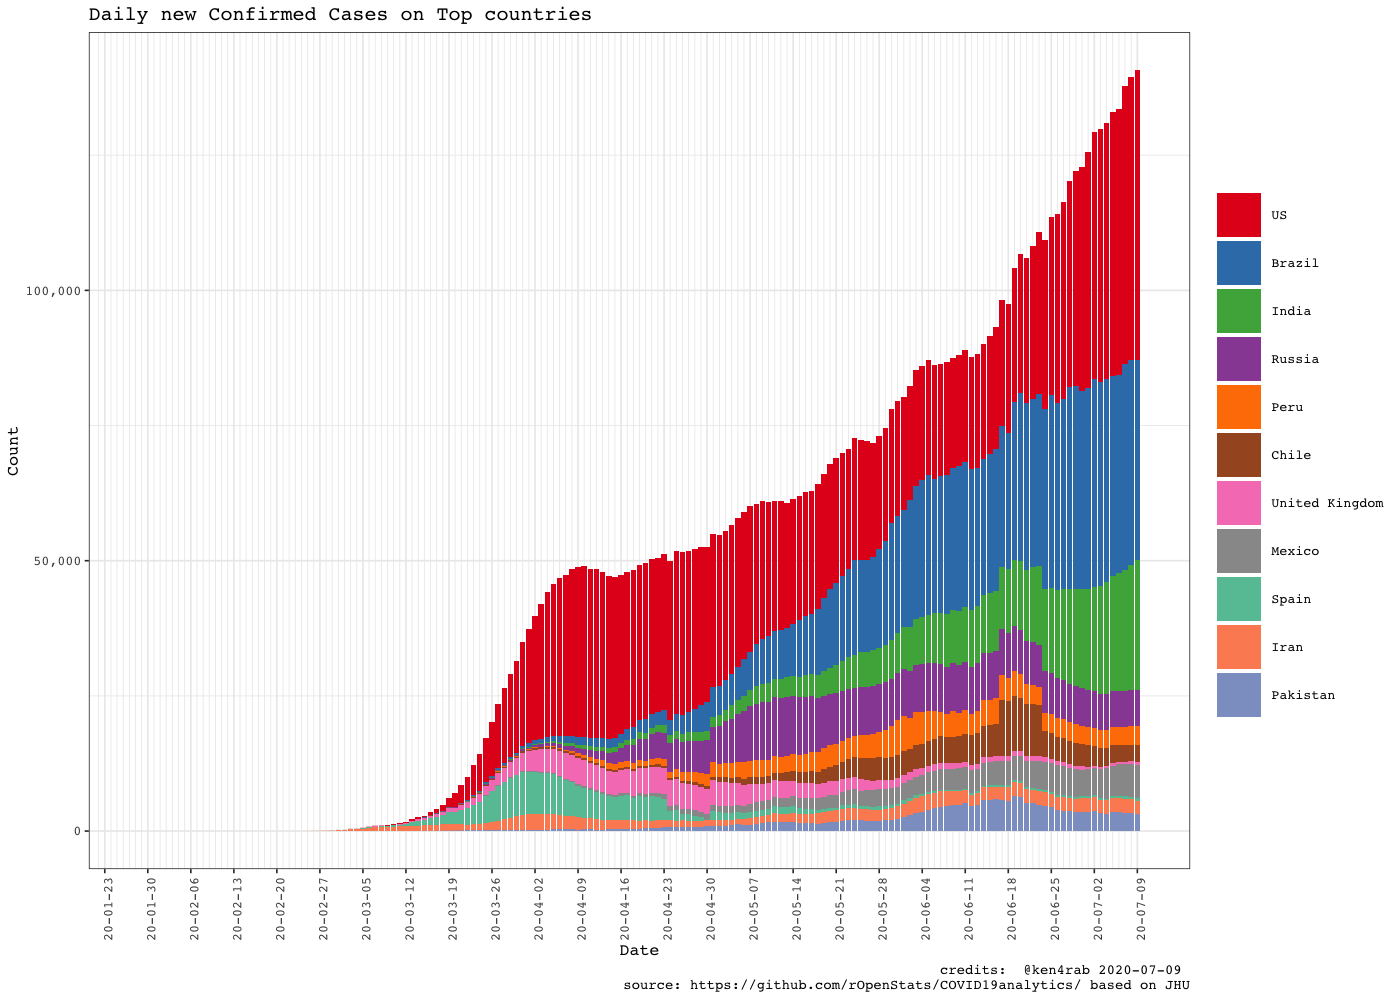 Daily new Confirmed Cases on Top countries
Count
100,000
50,000
0
20-01-23
20-01-30
20-02-06
20-02-13
20-02-20
20-02-27
20-03-05
20-03-12
20-03-19
20-03-26
20-04-02
20-04-09
20-04-16
20-04-23
20-04-30
20-05-07
20-05-14
20-05-21
20-05-28
20-06-04
20-06-11
20-06-18
20-06-25
20-07-02
20-07-09
Date
US
Brazil
India
Russia
Peru
Chile
United Kingdom
Mexico
Spain
Iran
Pakistan
credits:  @ken4rab 2020-07-09
source: https://github.com/rOpenStats/COVID19analytics/ based on JHU